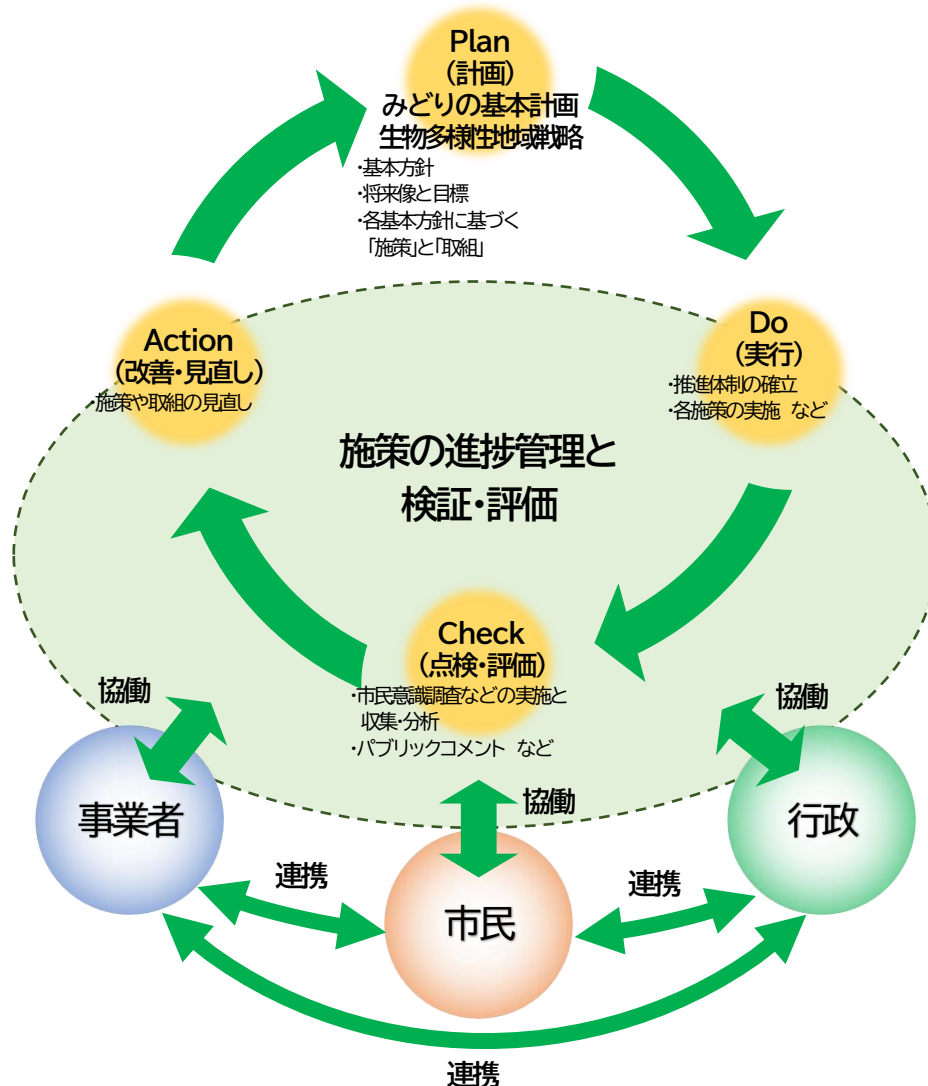 Plan
(計画)
みどりの基本計画
生物多様性地域戦略
・基本方針
・将来像と目標
・各基本方針に基づく
「施策」と「取組」
Action
(改善・見直し)
・施策や取組の見直し
Do
(実行)
・推進体制の確立
・各施策の実施 など
施策の進捗管理と
検証・評価
Check
(点検・評価)
・市民意識調査などの実施と
収集・分析
・パブリックコメント など
協働
協働
協働
事業者
行政
市民
連携
連携
連携